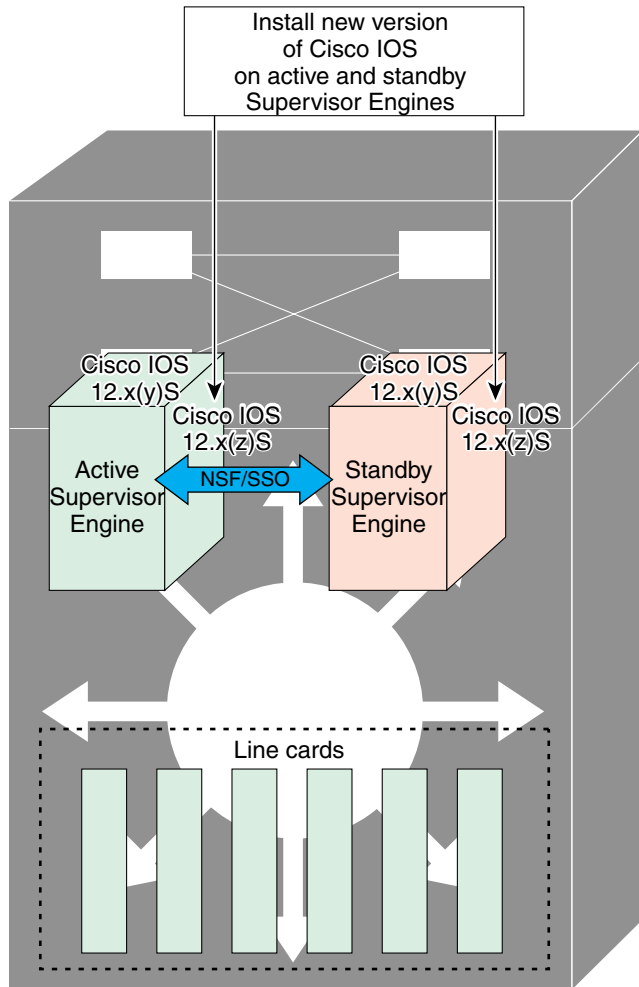 Install new version
of Cisco IOS
on active and standby
Supervisor Engines
Cisco IOS
12.x(y)S
Cisco IOS
12.x(z)S
Cisco IOS
12.x(y)S
Cisco IOS
12.x(z)S
Active
Supervisor
Engine
NSF/SSO
Standby
Supervisor
Engine
Line cards